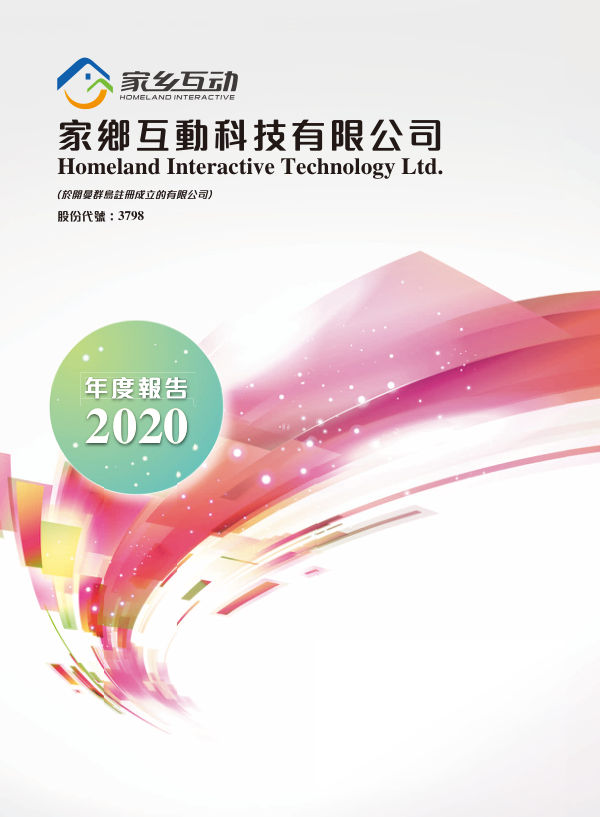 家乡互动
HOMELAND INTERACTIVE
家鄉互動科技有限公司
Homeland Interactive Technology Ltd.
(於開曼群島註冊成立的有限公司)
股份代號：3798
年度報告
2020